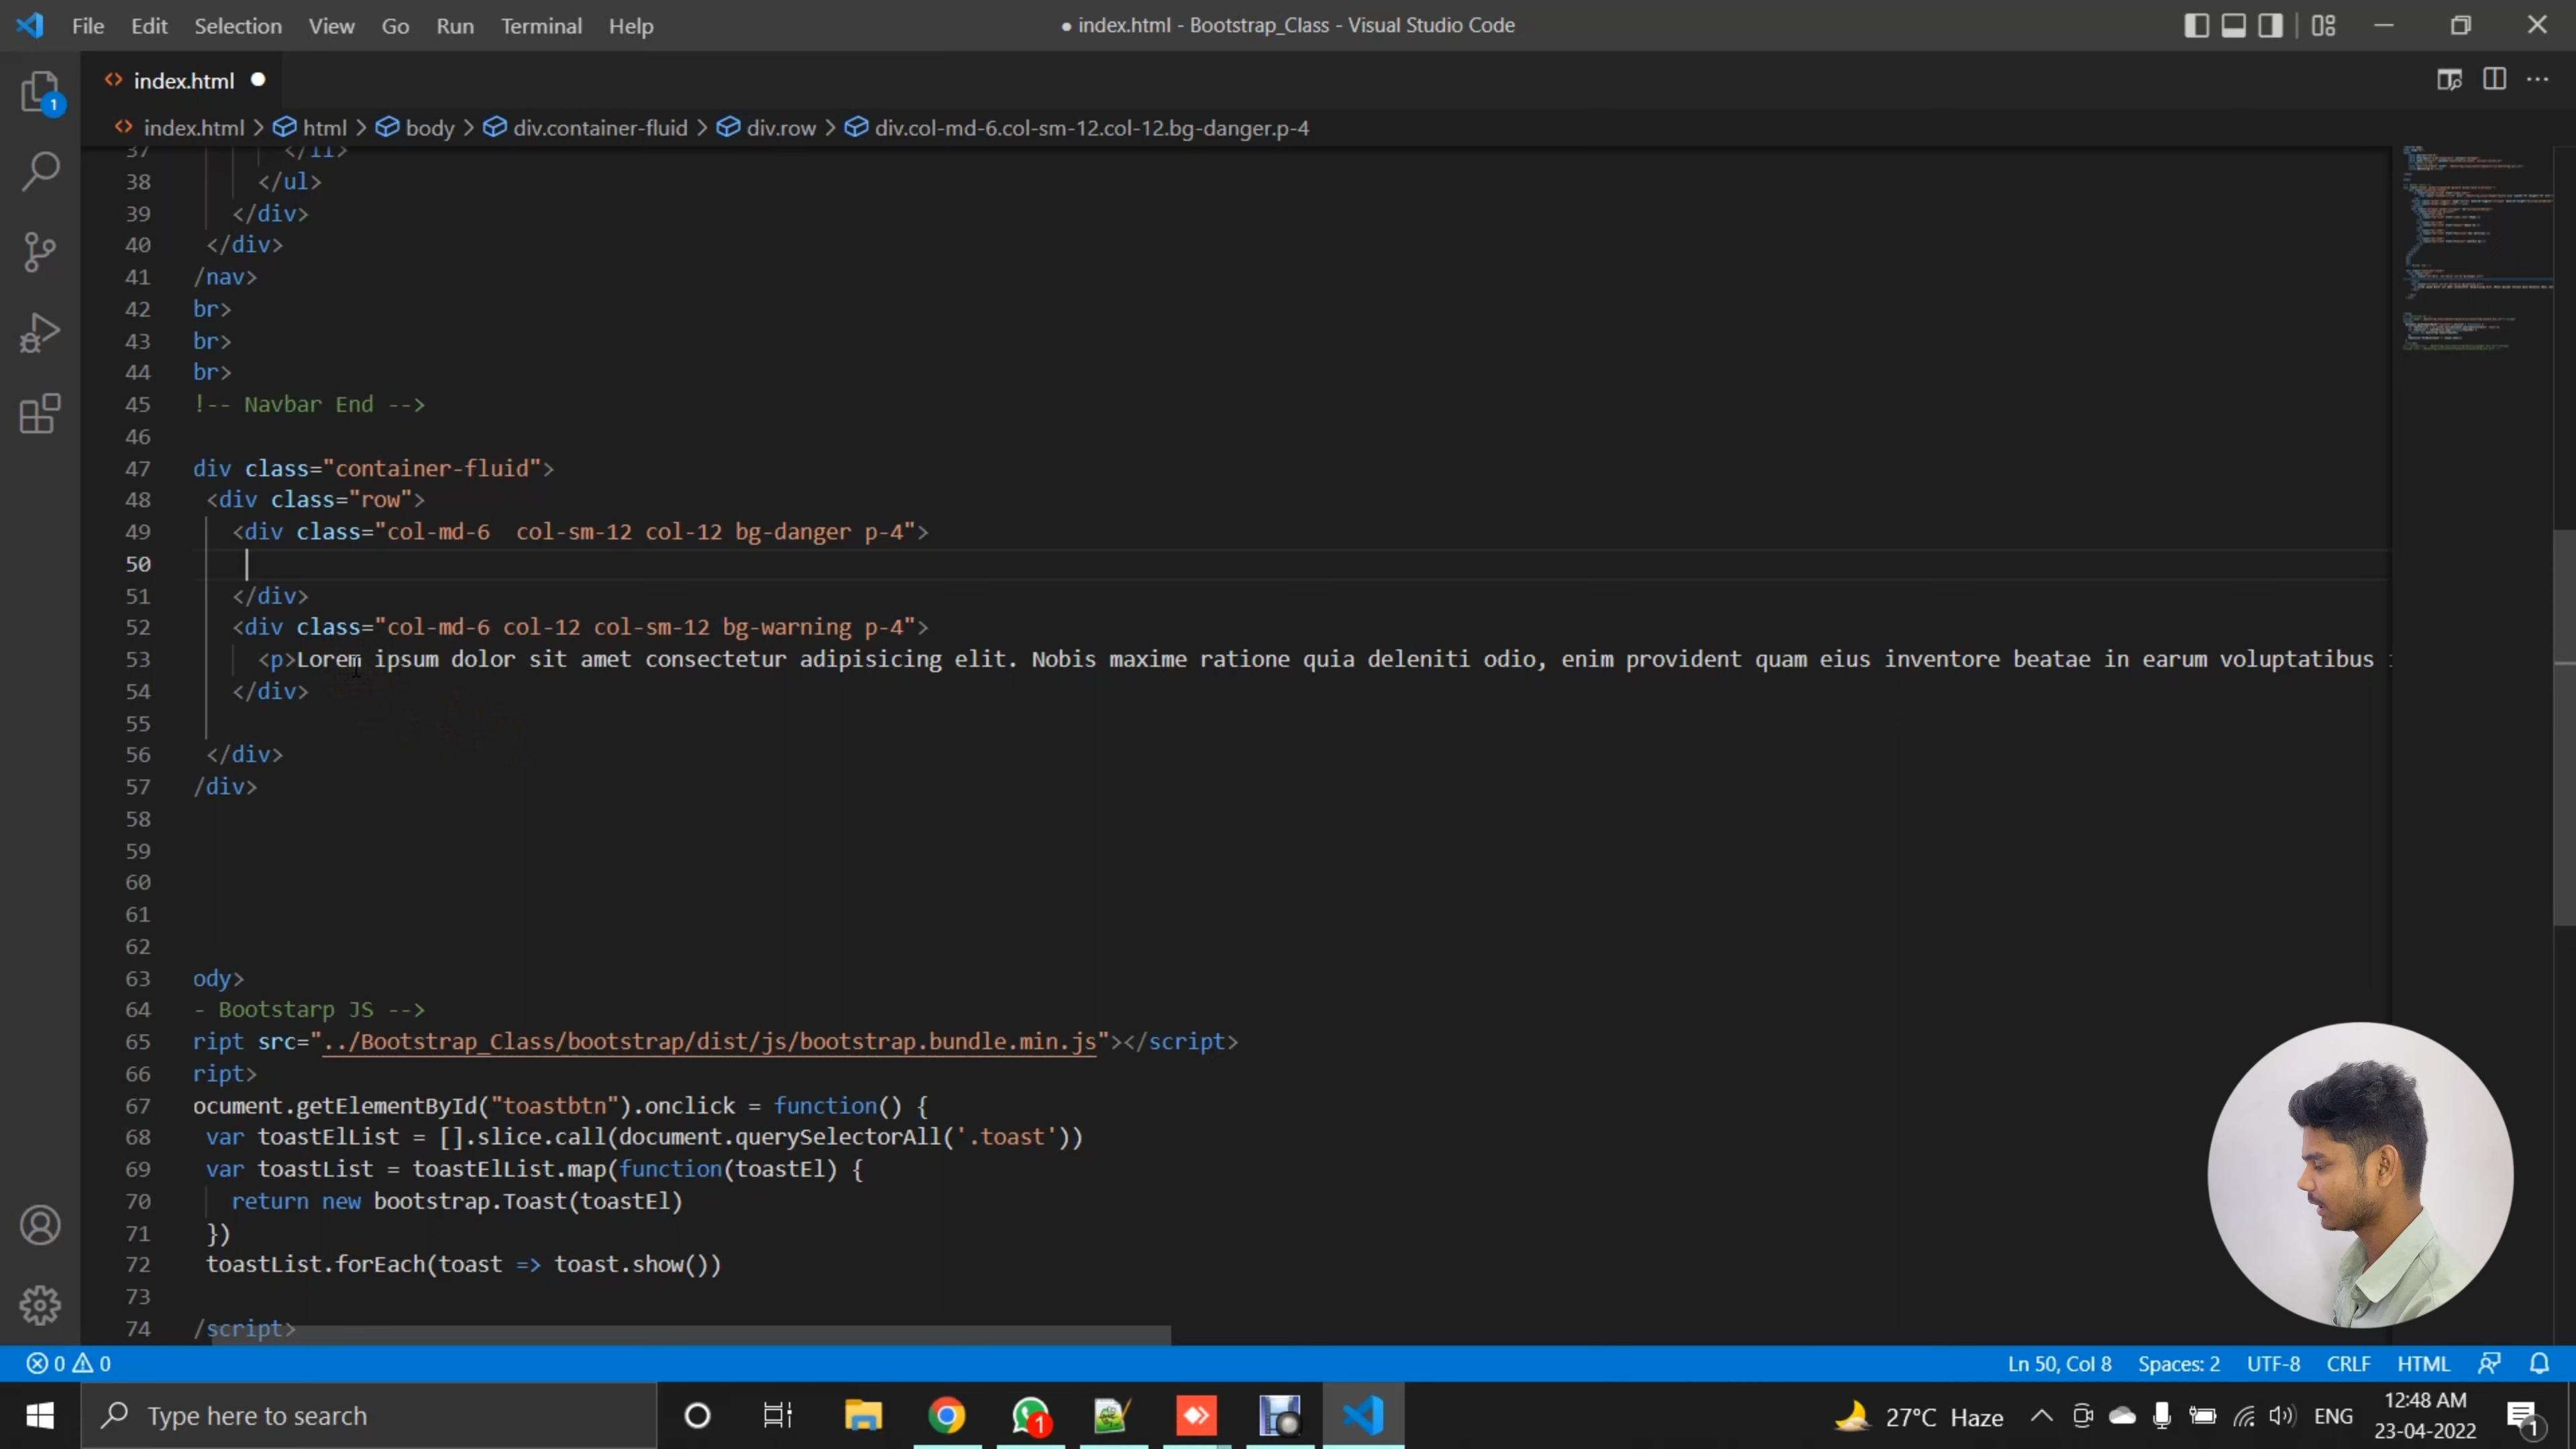 File Edit Selection View Go Run Terminal Help
● index.html - Bootstrap_Class - Visual Studio Code
1
<> index.html ●
<> index.html > html > body > div.container-fluid > div.row > div.col-md-6.col-sm-12.col-12.bg-danger.p-4
37 </li>
38 </ul>
39 </div>
40 </div>
41 /nav>
42 br>
43 br>
44 br>
45 !-- Navbar End -->
46
47 div class="container-fluid">
48 <div class="row">
49 <div class="col-md-6  col-sm-12 col-12 bg-danger p-4">
50
51 </div>
52 <div class="col-md-6 col-12 col-sm-12 bg-warning p-4">
53 <p>Lorem ipsum dolor sit amet consectetur adipisicing elit. Nobis maxime ratione quia deleniti odio, enim provident quam eius inventore beatae in earum voluptatibus
54 </div>
55
56 </div>
57 /div>
58
59
60
61
62
63 ody>
64 - Bootstarp JS -->
65 ript src="../Bootstrap_Class/bootstrap/dist/js/bootstrap.bundle.min.js"></script>
66 ript>
67 ocument.getElementById("toastbtn").onclick = function() {
68 var toastElList = [].slice.call(document.querySelectorAll('.toast'))
69 var toastList = toastElList.map(function(toastEl) {
70 return new bootstrap.Toast(toastEl)
71 })
72 toastList.forEach(toast => toast.show())
73
74 /script>
0 0
Ln 50, Col 8 Spaces: 2 UTF-8 CRLF HTML
Type here to search
1
27°C Haze
ENG
12:48 AM
23-04-2022
1